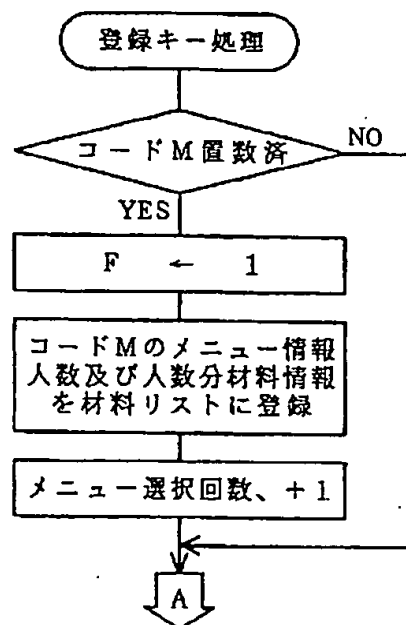 登録キー処理
コードM置数済
NO
YES
F ← 1
コードMのメニュー情報
人数及び人数分材料情報
を材料リストに登録
メニュー選択回数、+1
A